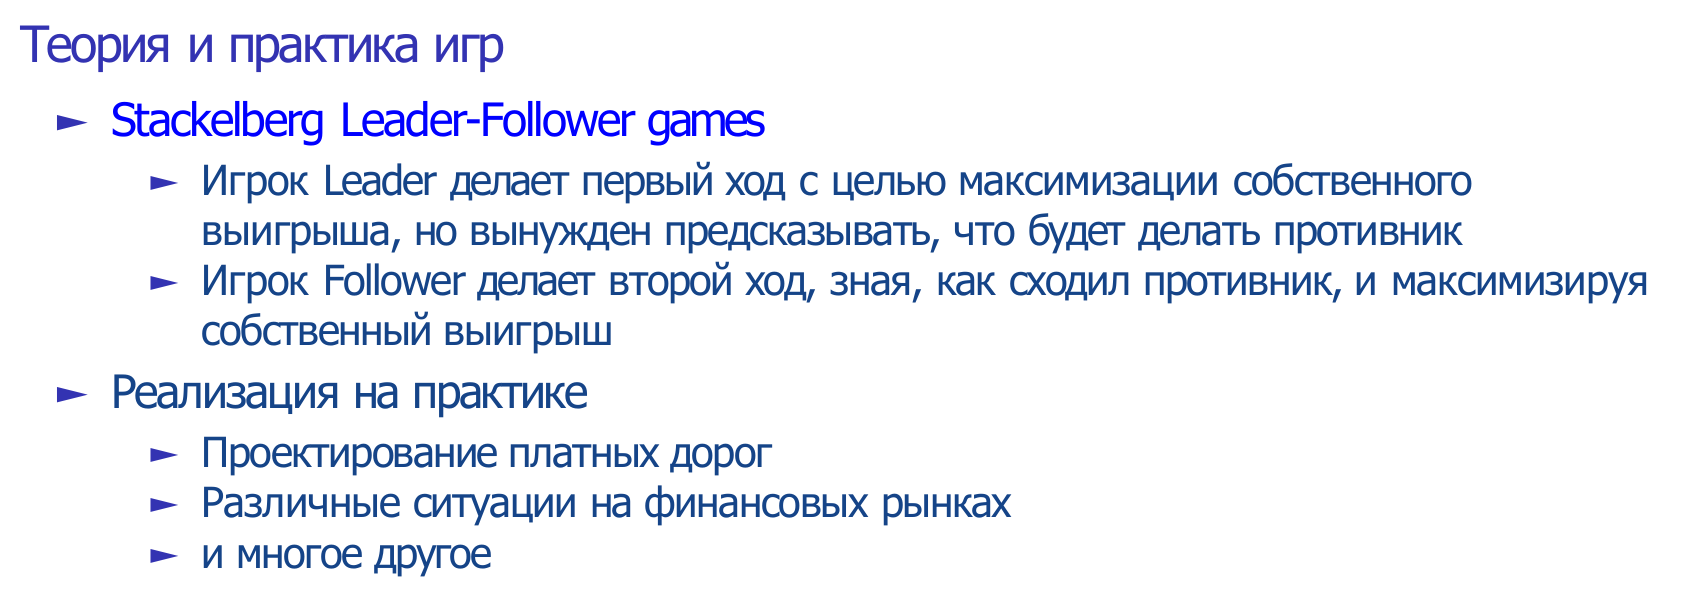 Теория и практика игр
► Stackelberg Leader-Follower games
► Игрок Leader делает первый ход с целью максимизации собственного
выигрыша, но вынужден предсказывать, что будет делать противник
► Игрок Follower делает второй ход, зная, как сходил противник, и максимизируя
собственный выигрыш
► Реализация на практике
► Проектирование платных дорог
► Различные ситуации на финансовых рынках
► и многое другое